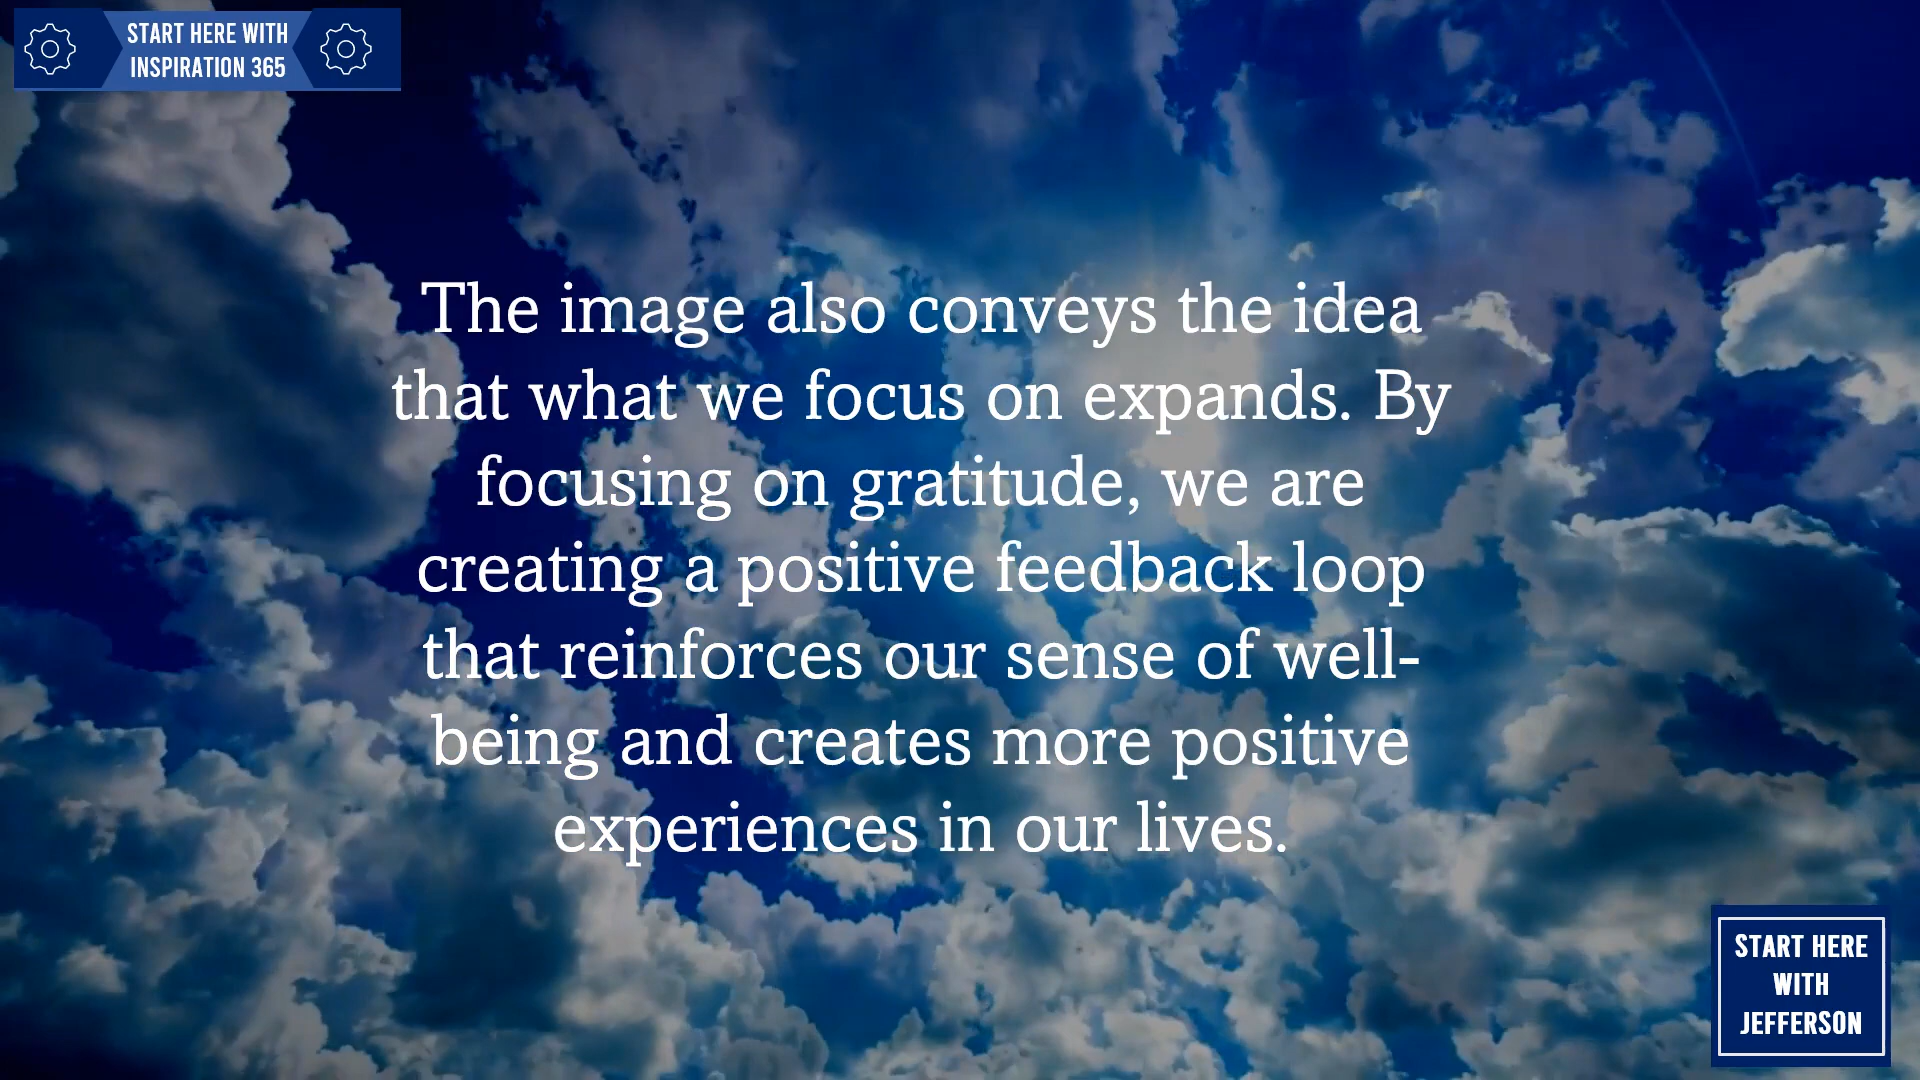 START HERE WITH
INSPIRATION 365
The image also conveys the idea
that what we focus on expands. By
focusing on gratitude, we are
creating a positive feedback loop
that reinforces our sense of well-
being and creates more positive
experiences in our lives.
START HERE
WITH
JEFFERSON